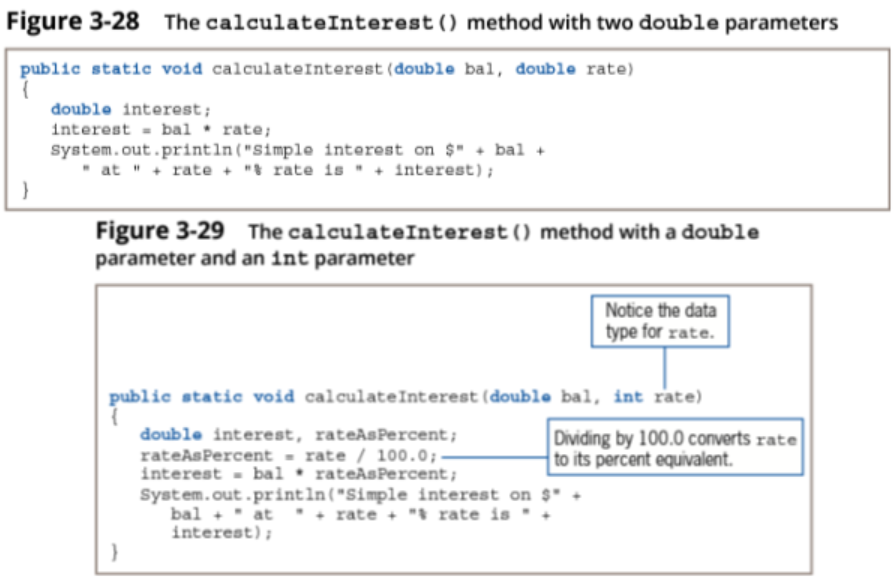 Figure 3-28 The calculateInterest() method with two double parameters
public static void calculateInterest(double bal, double rate)
{
double interest;
interest = bal * rate;
System.out.println("Simple interest on $" + bal +
" at " + rate + "% rate is " + interest);
}
Figure 3-29 The calculateInterest() method with a double
parameter and an int parameter
Notice the data
type for rate.
public static void calculateInterest(double bal, int rate)
{
double interest, rateAsPercent;
rateAsPercent = rate / 100.0;
Dividing by 100.0 converts rate
to its percent equivalent.
interest = bal * rateAsPercent;
System.out.println("Simple interest on $" +
bal + " at  " + rate + "% rate is " +
interest);
}